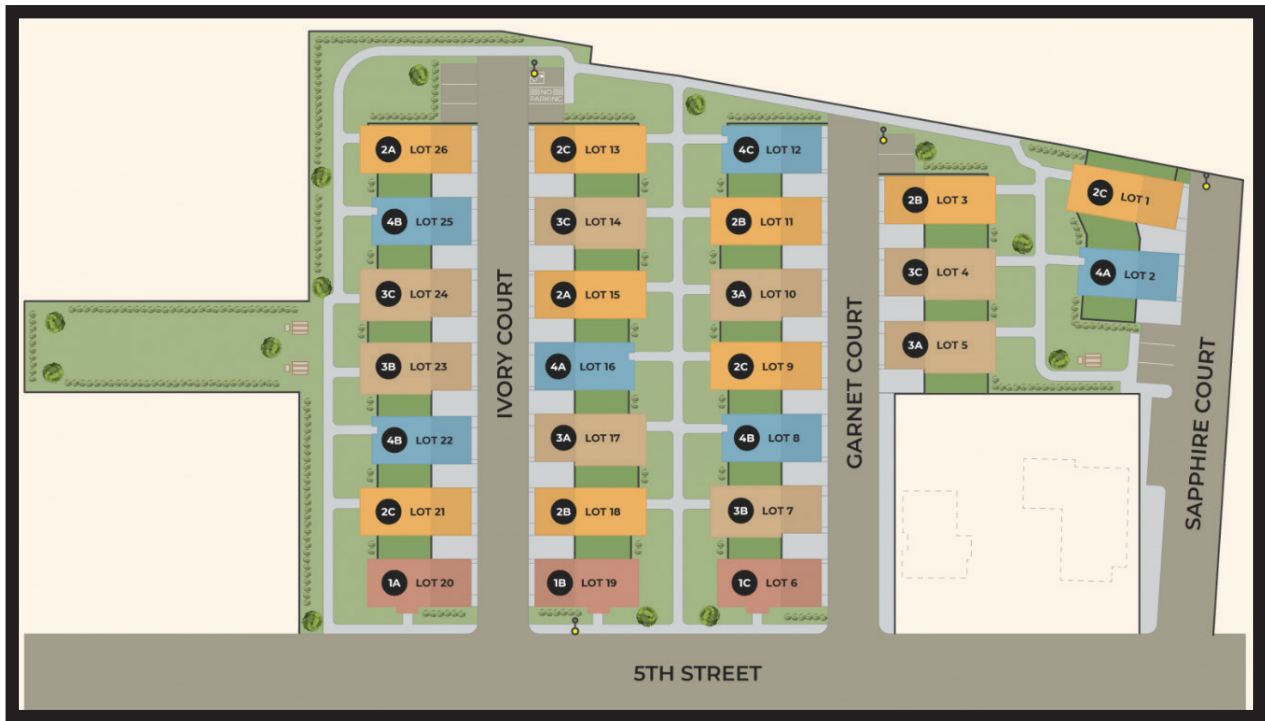 NO
PARKING
2A LOT 26
2C LOT 13
4C LOT 12
2C LOT 1
4B LOT 25
3C LOT 14
2B LOT 11
2B LOT 3
4A LOT 2
3C LOT 24
2A LOT 15
3A LOT 10
3C LOT 4
3B LOT 23
4A LOT 16
2C LOT 9
3A LOT 5
4B LOT 22
3A LOT 17
4B LOT 8
2C LOT 21
2B LOT 18
3B LOT 7
1A LOT 20
1B LOT 19
1C LOT 6
IVORY COURT
GARNET COURT
SAPPHIRE COURT
5TH STREET